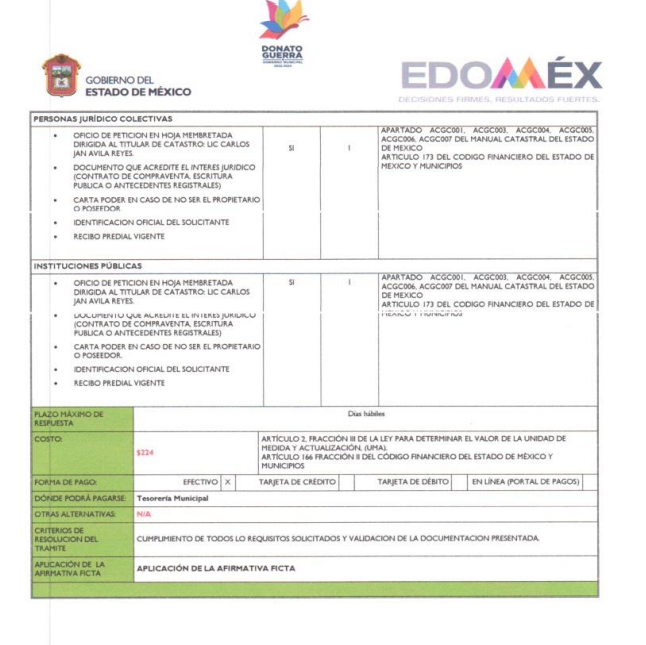 DONATO
GUERRA
GOBIERNO DEL
ESTADO DE MÉXICO
EDOMÉX
DECISIONES FIRMES, RESULTADOS FUERTES.
PERSONAS JURÍDICO COLECTIVAS
• OFICIO DE PETICION EN HOJA MEMBRETADA
DIRIGIDA AL TITULAR DE CATASTRO: LIC CARLOS
JAN AVILA REYES.
• DOCUMENTO QUE ACREDITE EL INTERES JURIDICO
(CONTRATO DE COMPRAVENTA, ESCRITURA
PUBLICA O ANTECEDENTES REGISTRALES)
• CARTA PODER EN CASO DE NO SER EL PROPIETARIO
O POSEEDOR.
• IDENTIFICACION OFICIAL DEL SOLICITANTE
• RECIBO PREDIAL VIGENTE
SI
1
APARTADO ACGC001, ACGC003, ACGC004, ACGC005,
ACGC006, ACGC007 DEL MANUAL CATASTRAL DEL ESTADO
DE MEXICO
ARTICULO 173 DEL CODIGO FINANCIERO DEL ESTADO DE
MEXICO Y MUNICIPIOS
INSTITUCIONES PÚBLICAS
• OFICIO DE PETICION EN HOJA MEMBRETADA
DIRIGIDA AL TITULAR DE CATASTRO: LIC CARLOS
JAN AVILA REYES.
• DOCUMENTO QUE ACREDITE EL INTERES JURIDICO
(CONTRATO DE COMPRAVENTA, ESCRITURA
PUBLICA O ANTECEDENTES REGISTRALES)
• CARTA PODER EN CASO DE NO SER EL PROPIETARIO
O POSEEDOR.
• IDENTIFICACION OFICIAL DEL SOLICITANTE
• RECIBO PREDIAL VIGENTE
SI
1
APARTADO ACGC001, ACGC003, ACGC004, ACGC005,
ACGC006, ACGC007 DEL MANUAL CATASTRAL DEL ESTADO
DE MEXICO
ARTICULO 173 DEL CODIGO FINANCIERO DEL ESTADO DE
MEXICO Y MUNICIPIOS
PLAZO MÁXIMO DE
RESPUESTA
Días hábiles
COSTO:
$224
ARTÍCULO 2, FRACCIÓN III DE LA LEY PARA DETERMINAR EL VALOR DE LA UNIDAD DE
MEDIDA Y ACTUALIZACIÓN, (UMA).
ARTÍCULO 166 FRACCIÓN II DEL CÓDIGO FINANCIERO DEL ESTADO DE MÉXICO Y
MUNICIPIOS
FORMA DE PAGO: EFECTIVO X TARJETA DE CRÉDITO TARJETA DE DÉBITO EN LÍNEA (PORTAL DE PAGOS)
DÓNDE PODRÁ PAGARSE: Tesorería Municipal
OTRAS ALTERNATIVAS: N/A
CRITERIOS DE
RESOLUCION DEL
TRAMITE
CUMPLIMIENTO DE TODOS LO REQUISITOS SOLICITADOS Y VALIDACION DE LA DOCUMENTACION PRESENTADA.
APLICACIÓN DE LA
AFIRMATIVA FICTA
APLICACIÓN DE LA AFIRMATIVA FICTA